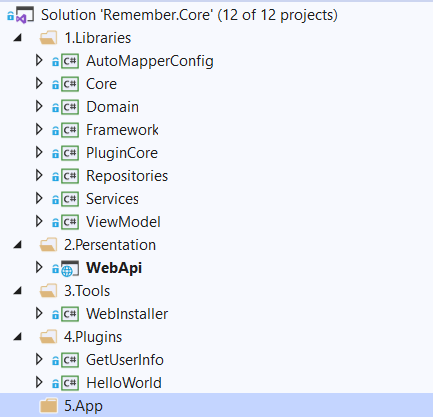 Solution 'Remember.Core' (12 of 12 projects)
1.Libraries
C# AutoMapperConfig
C# Core
C# Domain
C# Framework
C# PluginCore
C# Repositories
C# Services
C# ViewModel
2.Persentation
WebApi
3.Tools
C# WebInstaller
4.Plugins
C# GetUserInfo
C# HelloWorld
5.App